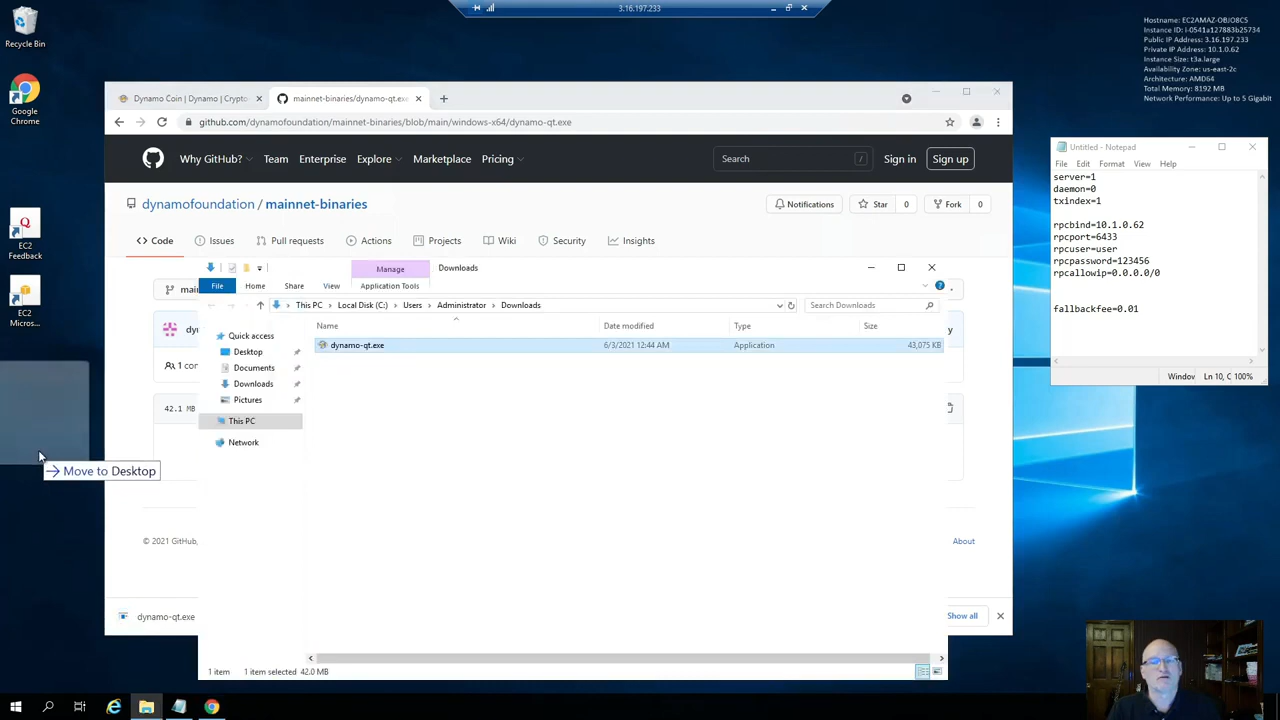 3.16.197.233
Recycle Bin
Google
Chrome
EC2
Feedback
EC2
Micros...
Hostname: EC2AMAZ-OBJO8CS
Instance ID: i-0541a127883b25734
Public IP Address: 3.16.197.233
Private IP Address: 10.1.0.62
Instance Size: t3a.large
Availability Zone: us-east-2c
Architecture: AMD64
Total Memory: 8192 MB
Network Performance: Up to 5 Gigabit
Dynamo Coin | Dynamo | Crypto
mainnet-binaries/dynamo-qt.exe
github.com/dynamofoundation/mainnet-binaries/blob/main/windows-x64/dynamo-qt.exe
Why GitHub? Team Enterprise Explore Marketplace Pricing Search / Sign in Sign up
dynamofoundation / mainnet-binaries Notifications Star 0 Fork 0
Code Issues Pull requests Actions Projects Wiki Security Insights
Manage Downloads
File Home Share View Application Tools
This PC Local Disk (C:) Users Administrator Downloads Search Downloads
Name Date modified Type Size
dynamo-qt.exe 6/3/2021 12:44 AM Application 43,075 KB
Quick access
Desktop
Documents
Downloads
Pictures
This PC
Network
1 item 1 item selected 42.0 MB
42.1 MB
© 2021 GitHub,
About
dynamo-qt.exe
Show all
Move to Desktop
Untitled - Notepad
File Edit Format View Help
server=1
daemon=0
txindex=1
rpcbind=10.1.0.62
rpcport=6433
rpcuser=user
rpcpassword=123456
rpcallowip=0.0.0.0/0
fallbackfee=0.01
Window Ln 10, C 100%